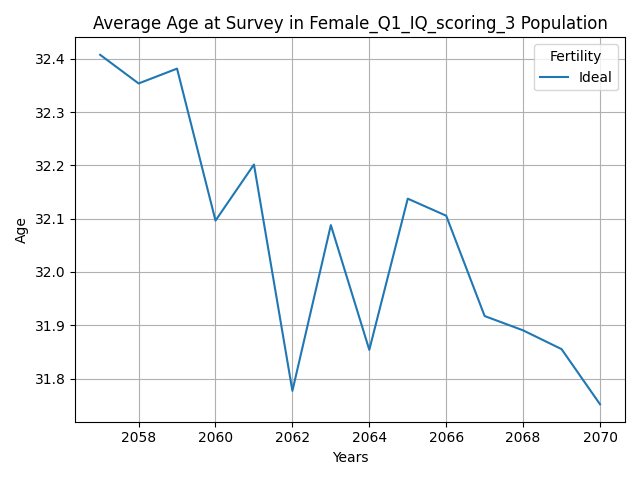 Average Age at Survey in Female_Q1_IQ_scoring_3 Population
Fertility
Ideal
32.4
32.3
32.2
32.1
32.0
31.9
31.8
Age
2058 2060 2062 2064 2066 2068 2070
Years